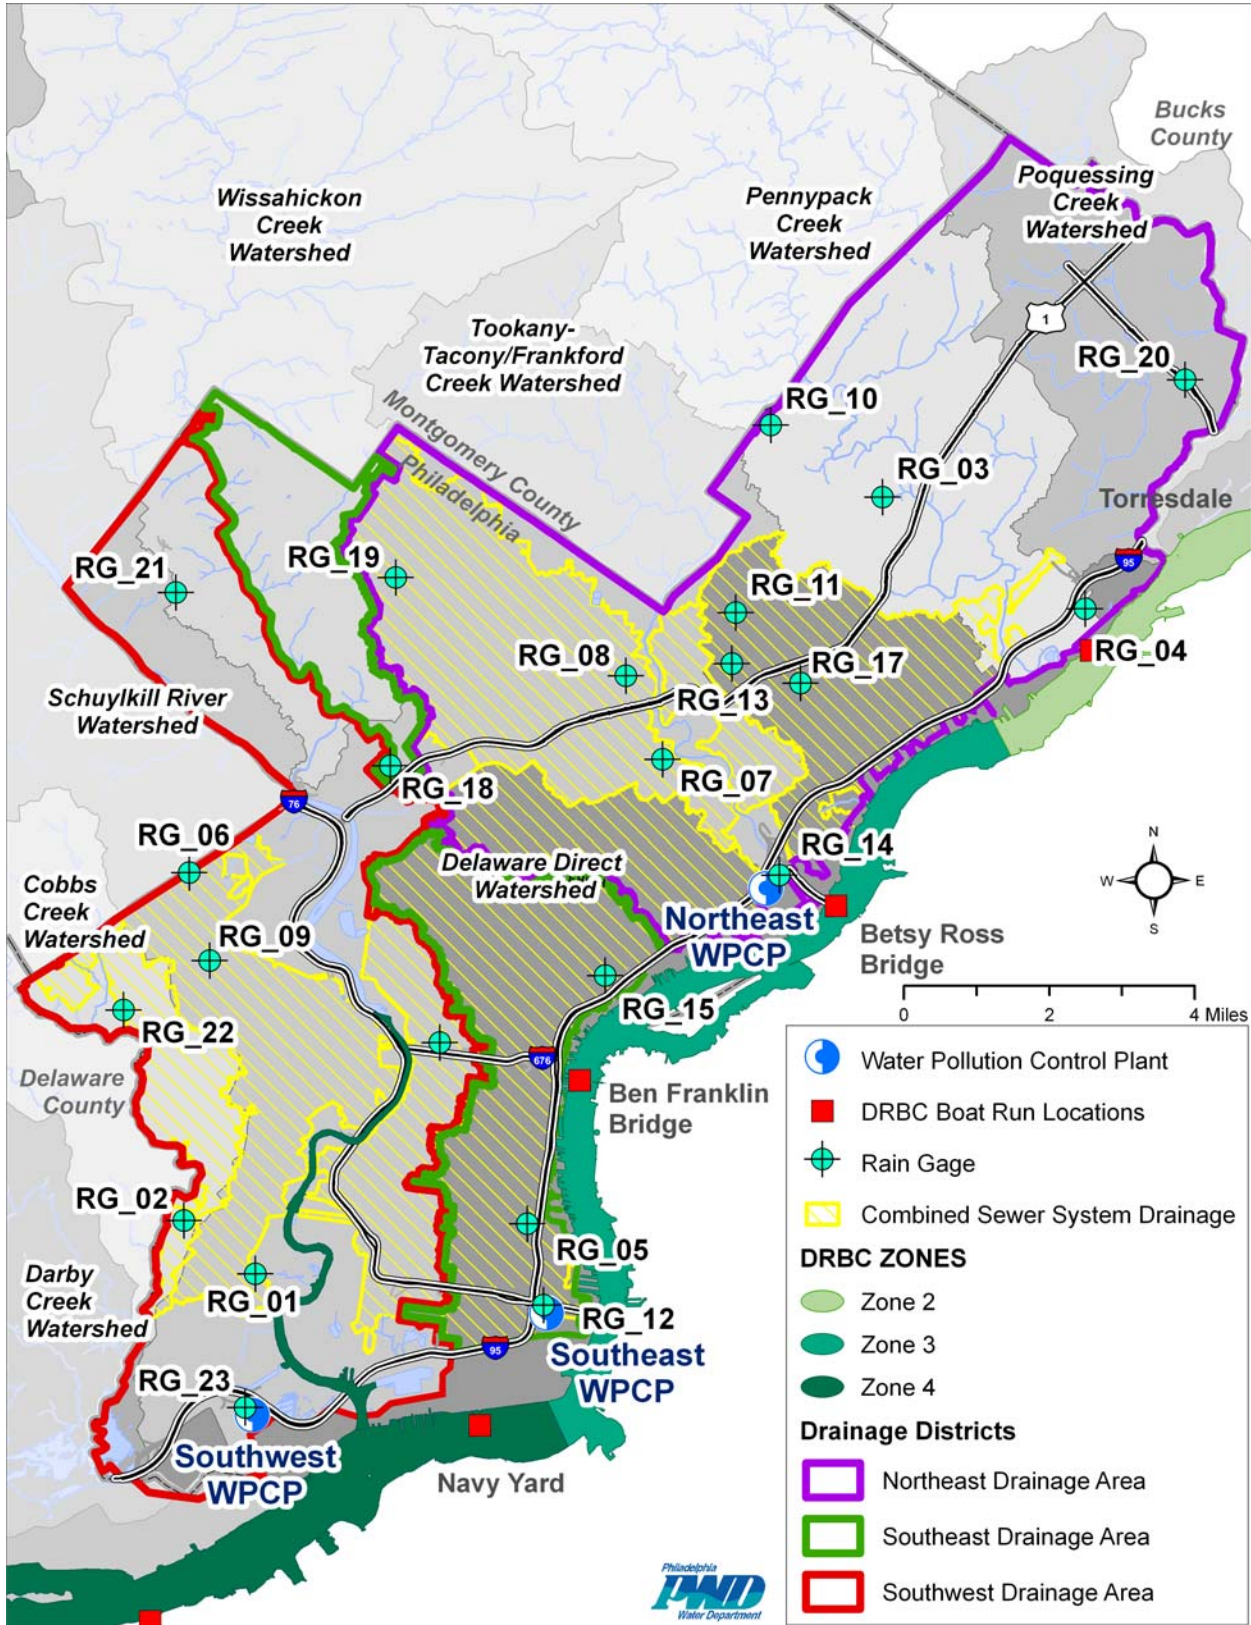 Bucks
County
Poquessing
Creek
Watershed
Wissahickon
Creek
Watershed
Pennypack
Creek
Watershed
Tookany-
Tacony/Frankford
Creek Watershed
1
RG_20
RG_10
Montgomery County
Philadelphia
RG_03
Torresdale
RG_19
RG_21
95
RG_11
RG_04
RG_08
RG_17
RG_13
Schuylkill River
Watershed
RG_07
RG_18
76
RG_06
RG_14
Delaware Direct
Watershed
Cobbs
Creek
Watershed
RG_09
Northeast
WPCP
Betsy Ross
Bridge
N
W
E
S
0
2
4 Miles
RG_15
RG_22
676
Delaware
County
Ben Franklin
Bridge
RG_02
RG_05
RG_01
RG_12
Darby
Creek
Watershed
95
Southeast
WPCP
RG_23
Southwest
WPCP
Navy Yard
Water Pollution Control Plant
DRBC Boat Run Locations
Rain Gage
Combined Sewer System Drainage
DRBC ZONES
Zone 2
Zone 3
Zone 4
Drainage Districts
Northeast Drainage Area
Southeast Drainage Area
Southwest Drainage Area
Philadelphia
PWD
Water Department